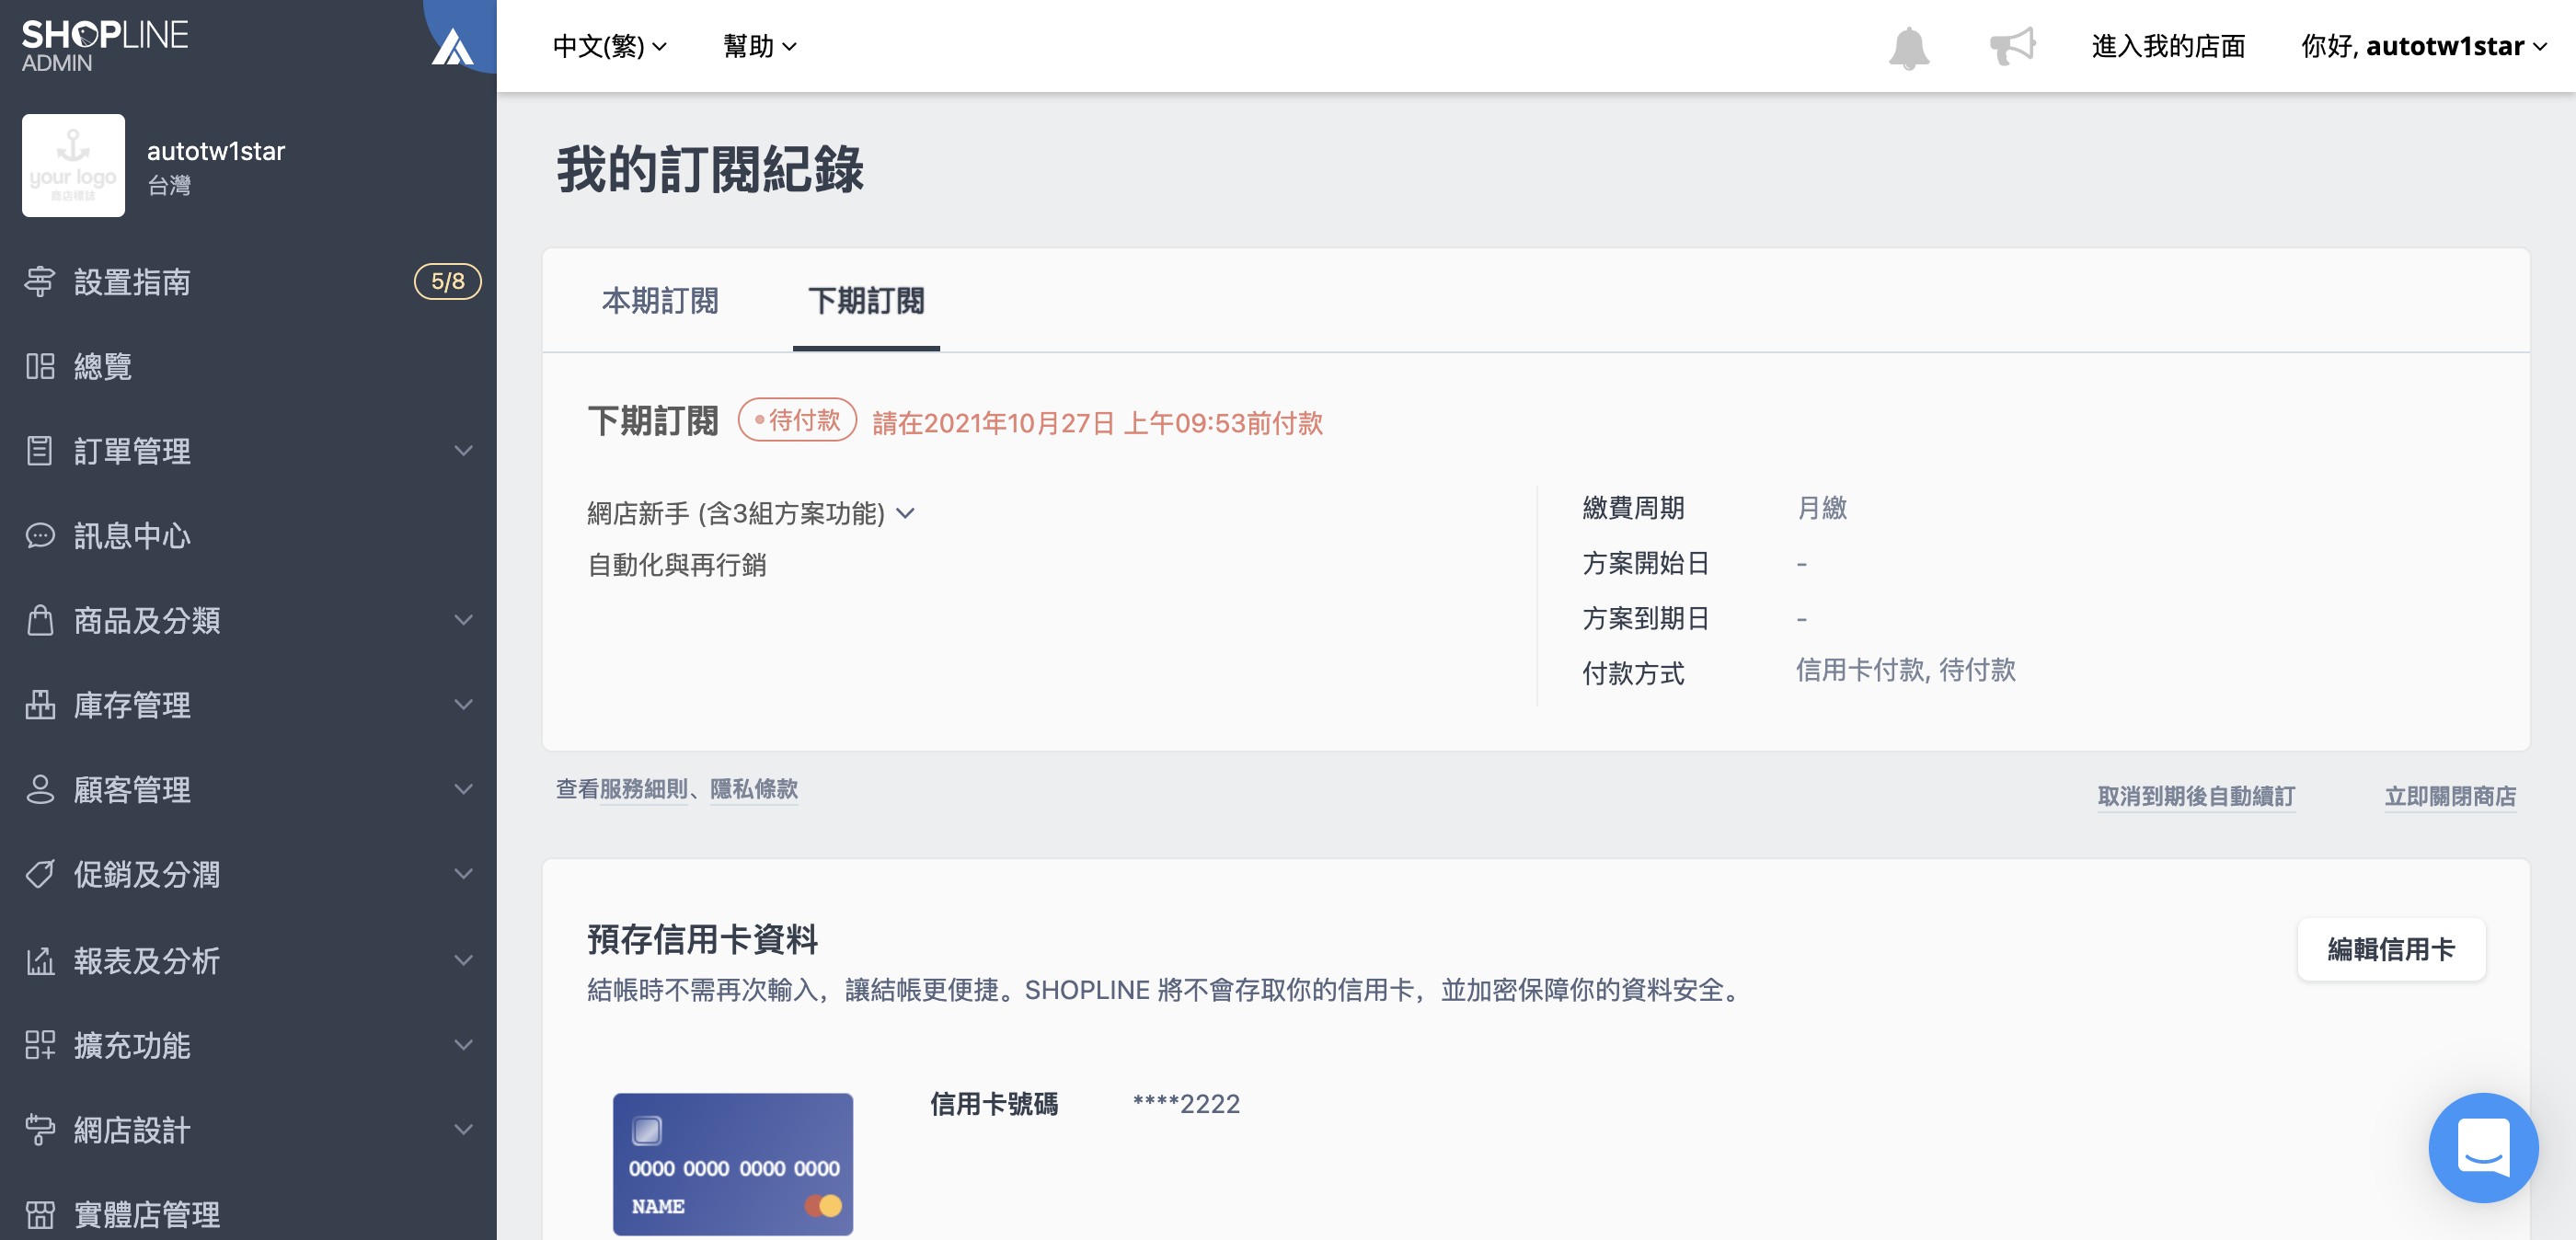 SHOPLINE
ADMIN
中文(繁)
幫助
進入我的店面
你好, autotw1star
your logo
商店標誌
autotw1star
台灣
設置指南
5/8
總覽
訂單管理
訊息中心
商品及分類
庫存管理
顧客管理
促銷及分潤
報表及分析
擴充功能
網店設計
實體店管理
我的訂閱紀錄
本期訂閱
下期訂閱
下期訂閱
待付款
請在2021年10月27日 上午09:53前付款
網店新手 (含3組方案功能)
自動化與再行銷
繳費周期
月繳
方案開始日
-
方案到期日
-
付款方式
信用卡付款, 待付款
查看服務細則、隱私條款
取消到期後自動續訂
立即關閉商店
預存信用卡資料
編輯信用卡
結帳時不需再次輸入，讓結帳更便捷。SHOPLINE 將不會存取你的信用卡，並加密保障你的資料安全。
0000 0000 0000 0000
NAME
信用卡號碼
****2222